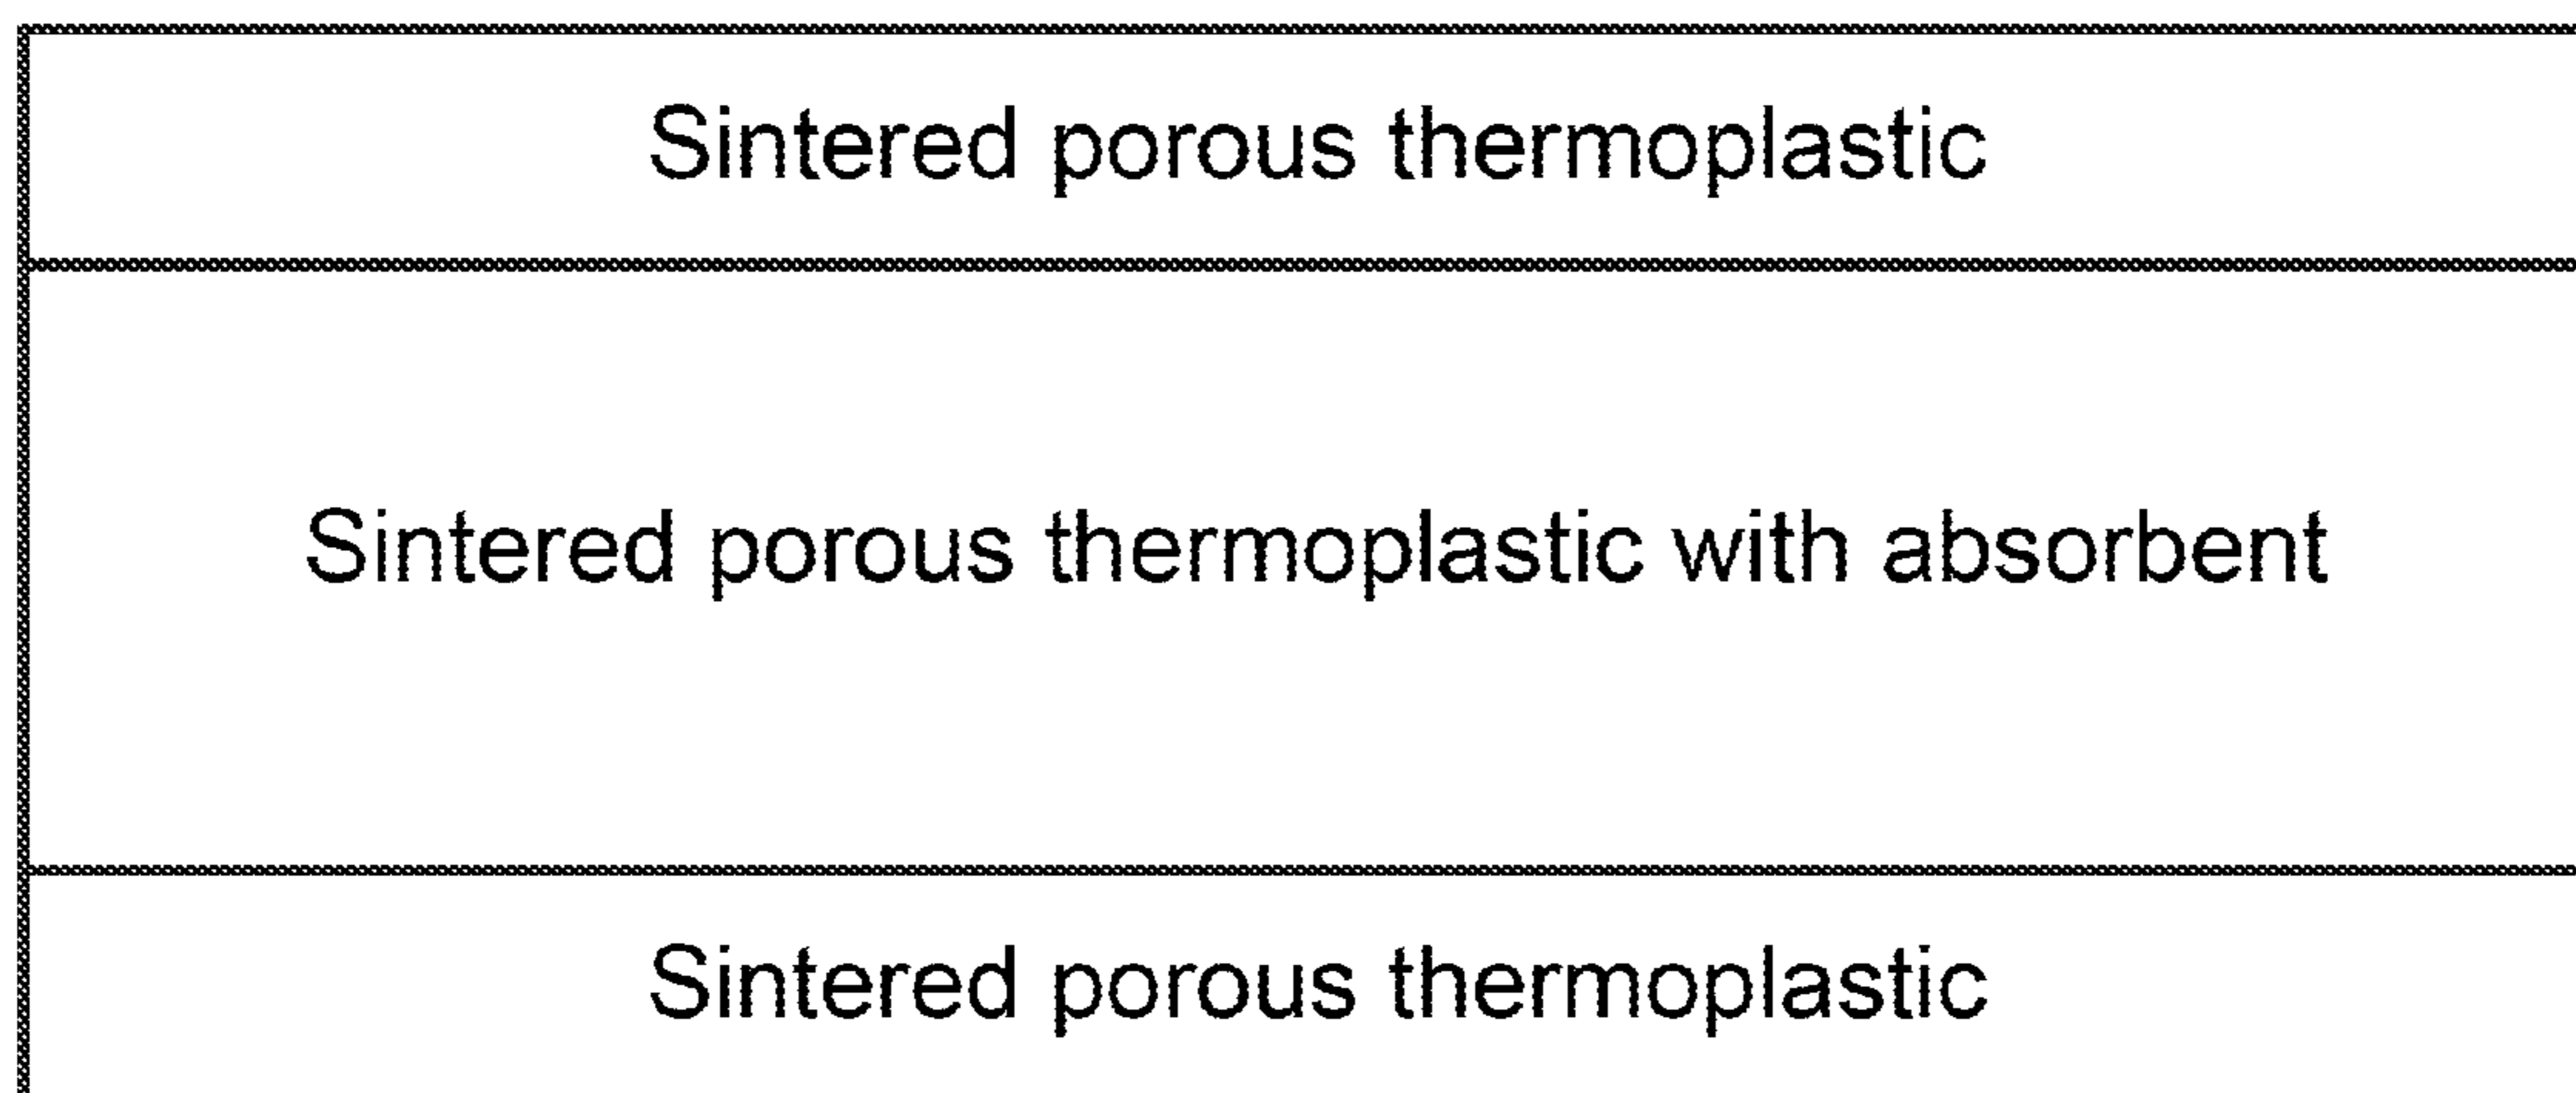 Sintered porous thermoplastic
Sintered porous thermoplastic with absorbent
Sintered porous thermoplastic